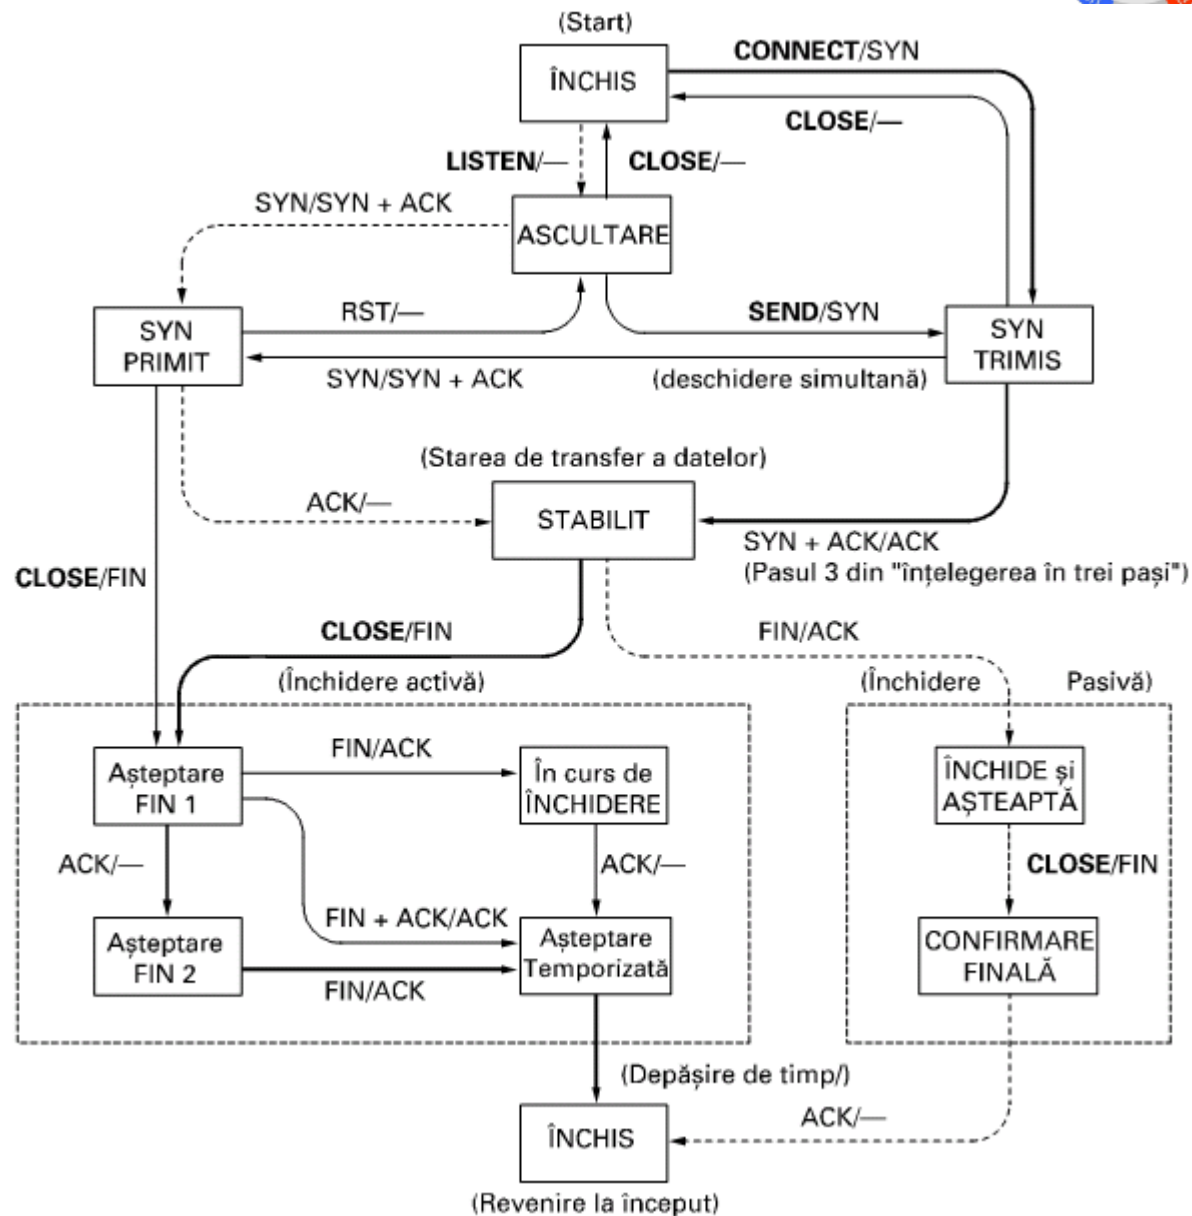 (Start)
ÎNCHIS
CONNECT/SYN
CLOSE/—
LISTEN/—
CLOSE/—
SYN/SYN + ACK
ASCULTARE
SYN
PRIMIT
RST/—
SEND/SYN
SYN
TRIMIS
SYN/SYN + ACK
(deschidere simultană)
(Starea de transfer a datelor)
ACK/—
STABILIT
SYN + ACK/ACK
(Pasul 3 din "înțelegerea în trei pași")
CLOSE/FIN
CLOSE/FIN
FIN/ACK
(Închidere activă)
(Închidere Pasivă)
Așteptare
FIN 1
FIN/ACK
În curs de
ÎNCHIDERE
ÎNCHIDE și
AȘTEAPTĂ
ACK/—
ACK/—
CLOSE/FIN
FIN + ACK/ACK
Așteptare
FIN 2
FIN/ACK
Așteptare
Temporizată
CONFIRMARE
FINALĂ
(Depășire de timp/)
ÎNCHIS
ACK/—
(Revenire la început)